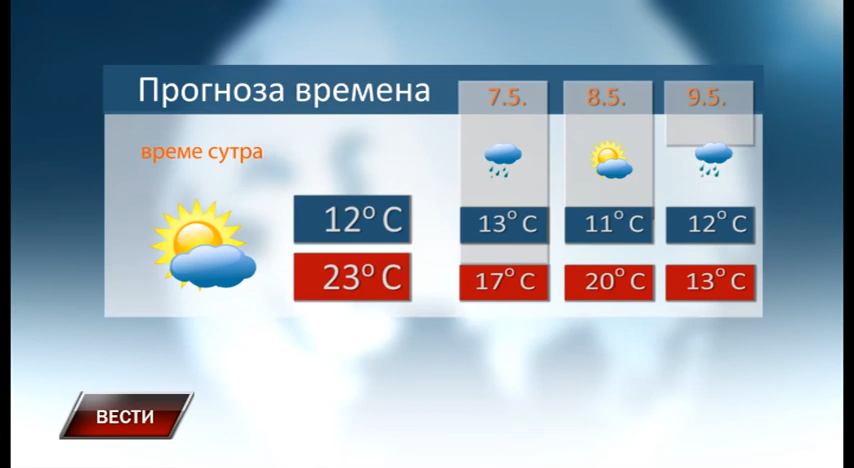 Прогноза времена
7.5. 8.5. 9.5.
време сутра
12° C 13° C 11° C 12° C
23° C 17° C 20° C 13° C
ВЕСТИ